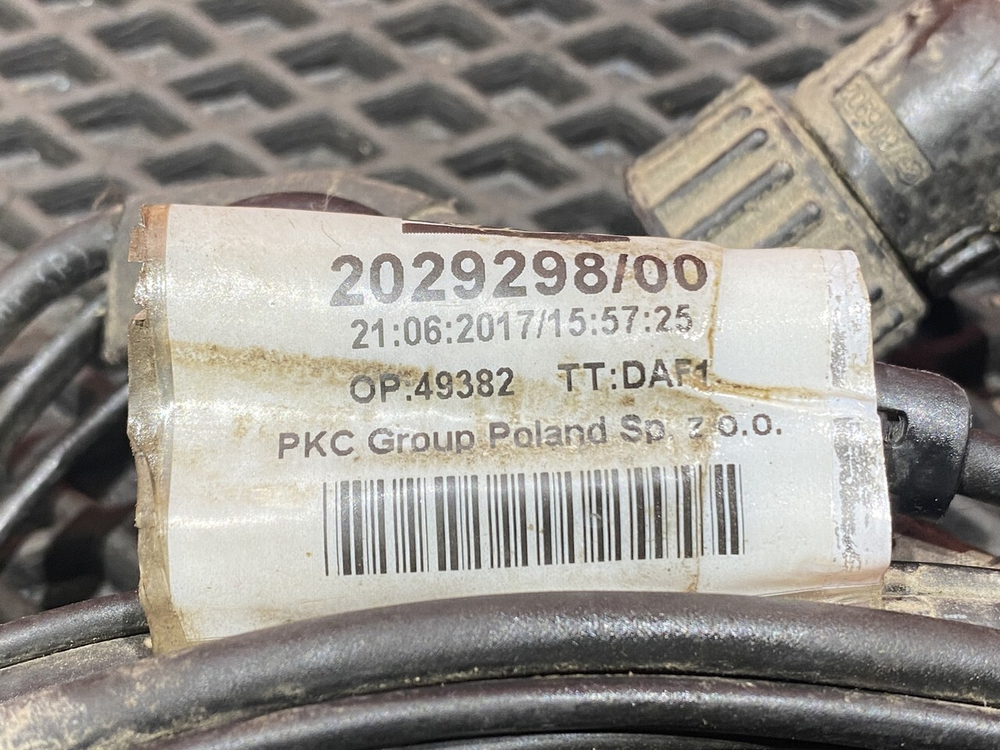 2029298/00
21:06:2017/15:57:25
OP:49382 TT:DAF1
PKC Group Poland Sp. z o.o.